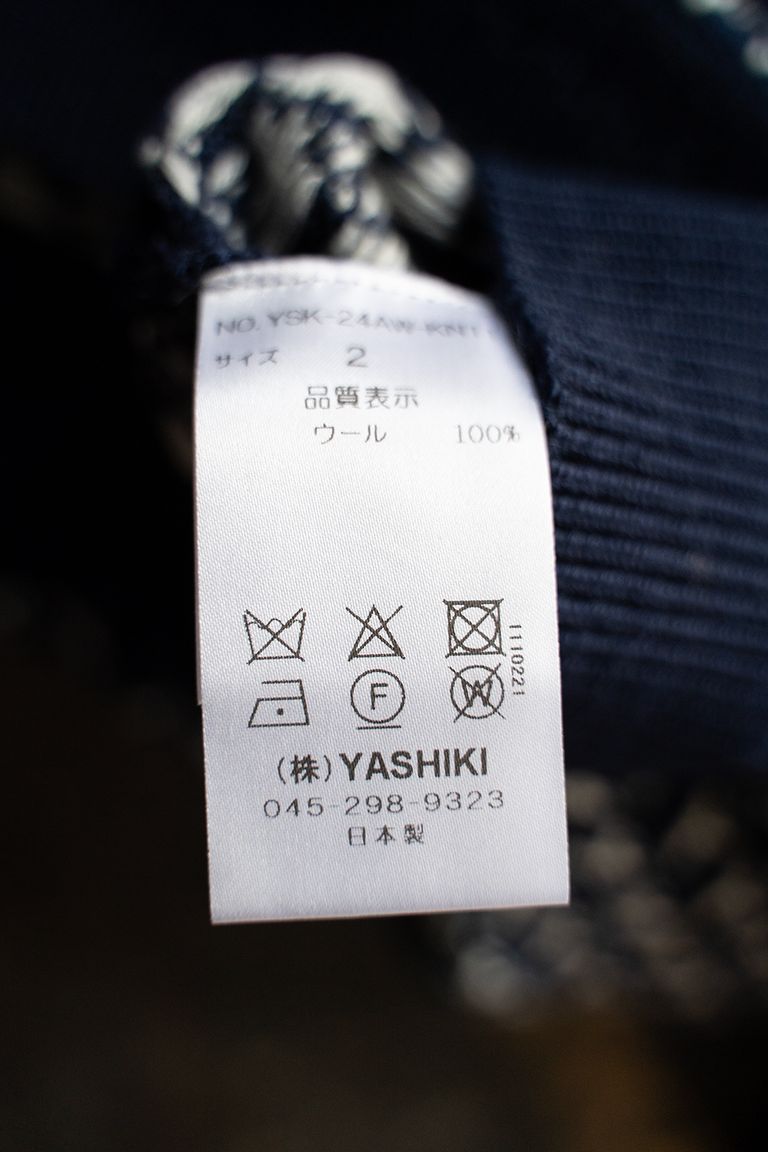 NO. YSK-24AW-KN1
サイズ 2
品質表示
ウール 100%
1110221
F
W
(株)YASHIKI
045-298-9323
日本製